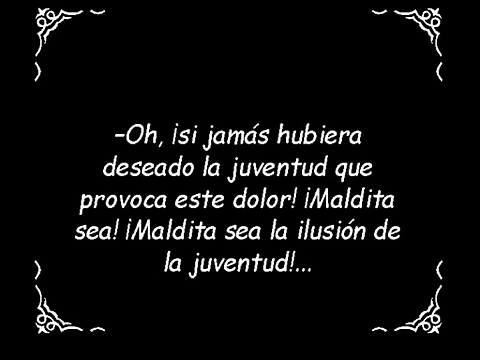 –Oh, ¡si jamás hubiera
deseado la juventud que
provoca este dolor! ¡Maldita
sea! ¡Maldita sea la ilusión de
la juventud!...